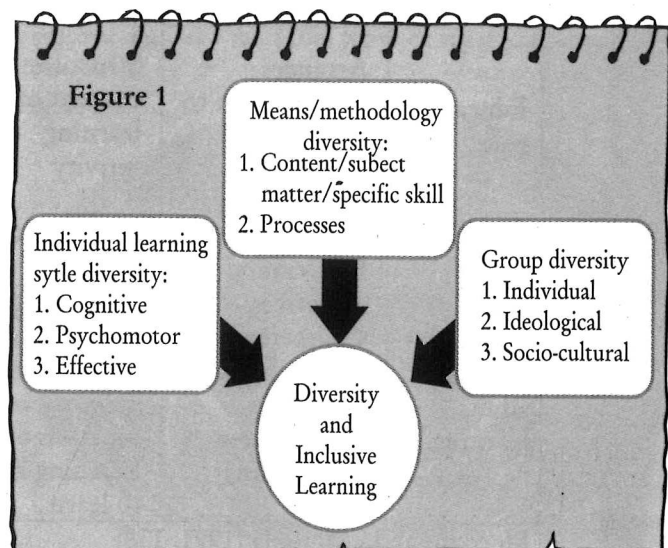 Figure 1
Means/methodology
diversity:
1. Content/subect
matter/specific skill
2. Processes
Individual learning
sytle diversity:
1. Cognitive
2. Psychomotor
3. Effective
Group diversity
1. Individual
2. Ideological
3. Socio-cultural
Diversity
and
Inclusive
Learning